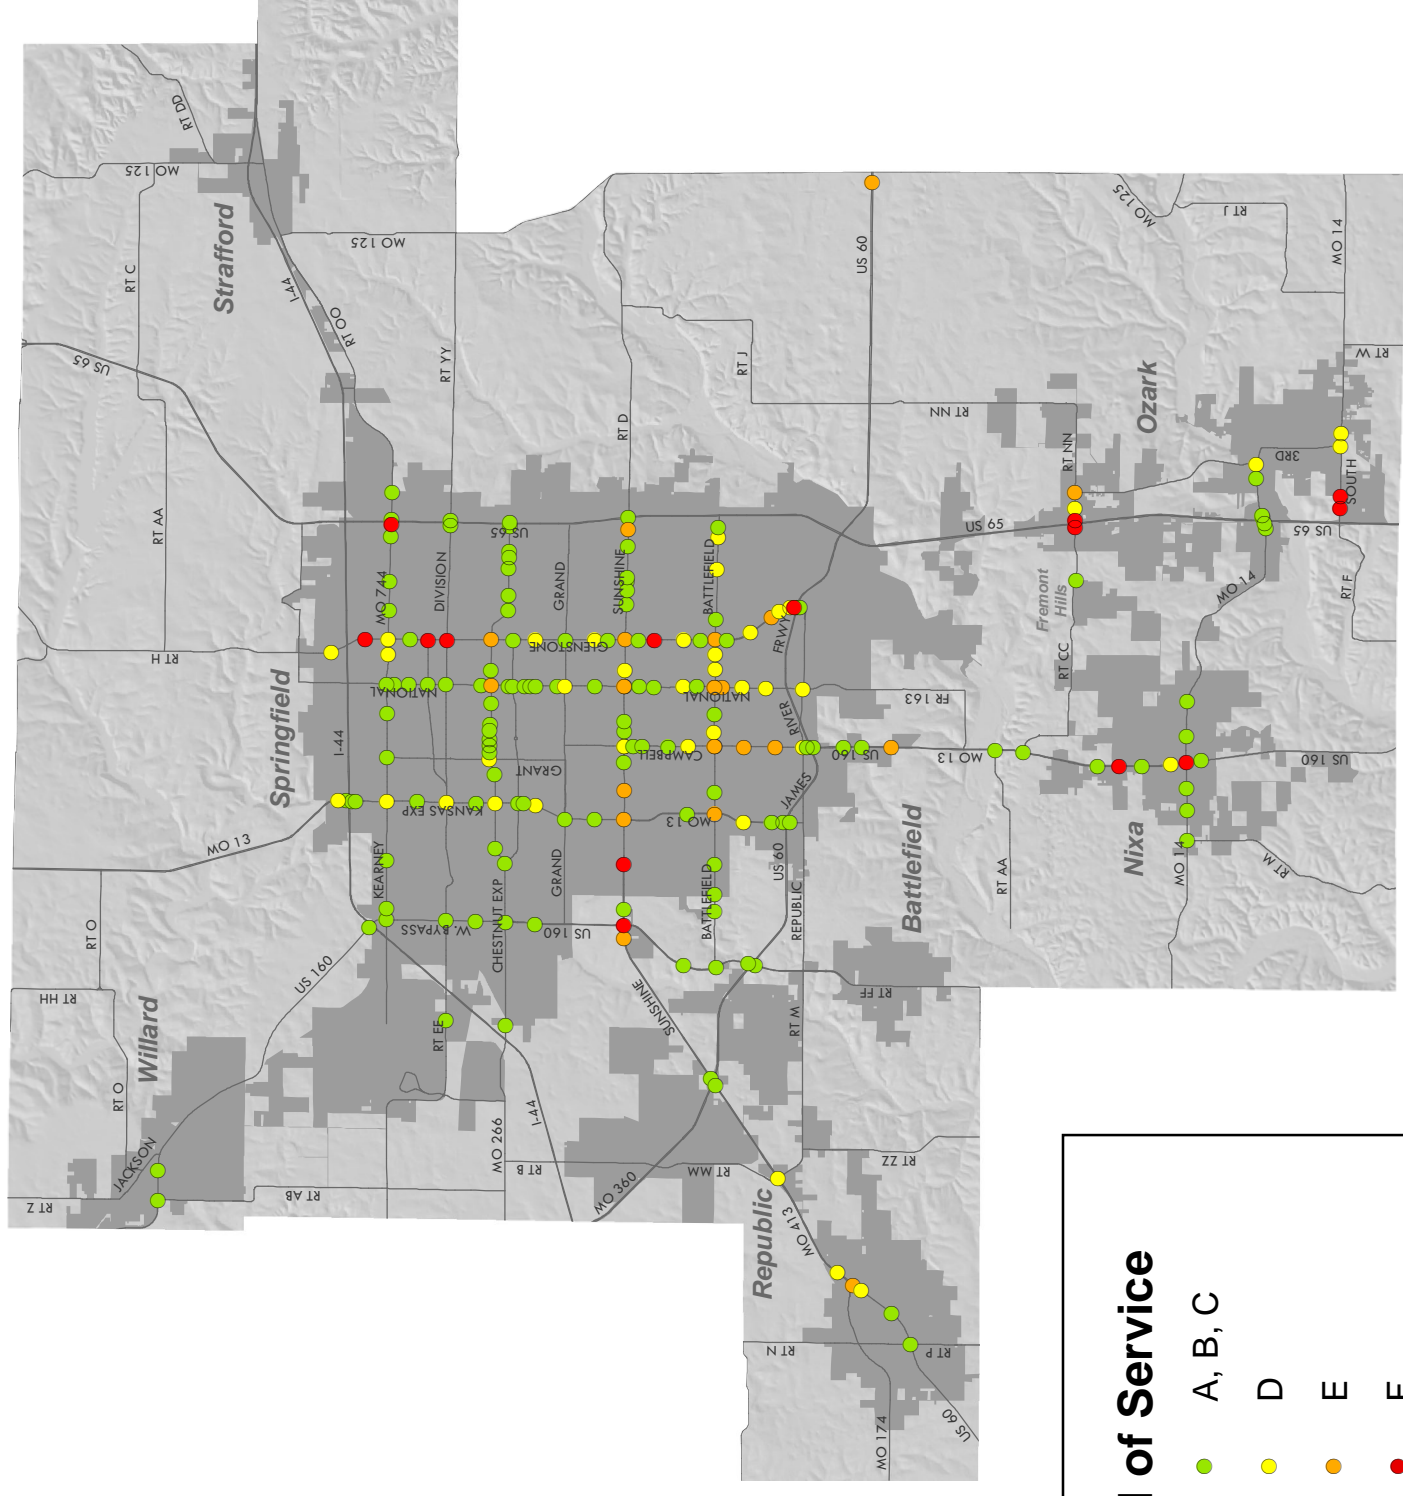 RT DD
MO 125
Strafford
RT C
MO 125
I-44
RT OO
US 65
RT YY
RT AA
RT H
RT D
RT J
US 60
MO 125
RT J
MO 14
RT W
RT NN
RT NN
Ozark
3RD
SOUTH
US 65
US 65
RT F
MO 14
Fremont
Hills
RT CC
US 65
MO 744
DIVISION
GRAND
SUNSHINE
BATTLEFIELD
GLENSTONE
FRWY
RIVER
JAMES
NATIONAL
NATIONAL
FR 163
Springfield
I-44
CAMPBELL
US 160
MO 13
US 160
GRANT
KANSAS EXP
MO 13
MO 13
KEARNEY
GRAND
CHESTNUT EXP
BATTLEFIELD
US 60
REPUBLIC
Battlefield
RT AA
Nixa
MO 14
RT M
W. BYPASS
US 160
US 160
RT O
RT HH
Willard
RT O
RT EE
SUNSHINE
RT M
RT FF
JACKSON
RT Z
RT AB
MO 266
I-44
RT B
MO 360
RT MM
RT ZZ
Republic
MO 413
RT N
RT P
MO 174
US 60
of Service
A, B, C
D
E